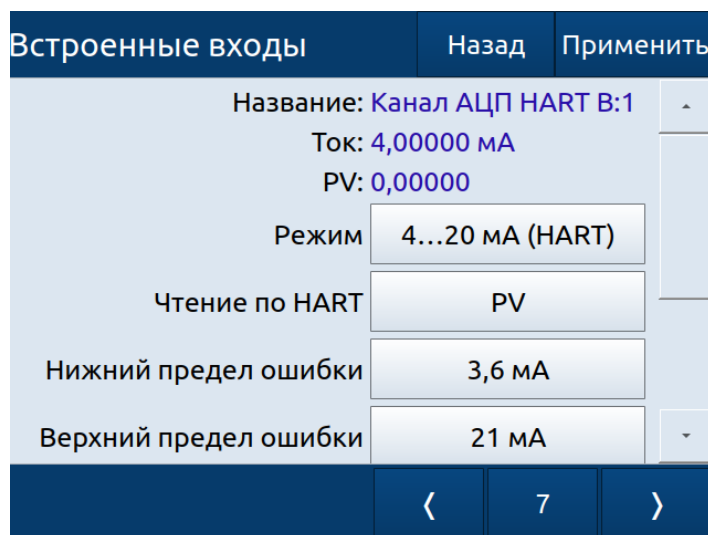 Встроенные входы Назад Применить
Название: Канал АЦП HART B:1
Ток: 4,00000 мА
PV: 0,00000
Режим 4...20 мА (HART)
Чтение по HART PV
Нижний предел ошибки 3,6 мА
Верхний предел ошибки 21 мА
⟨ 7 ⟩